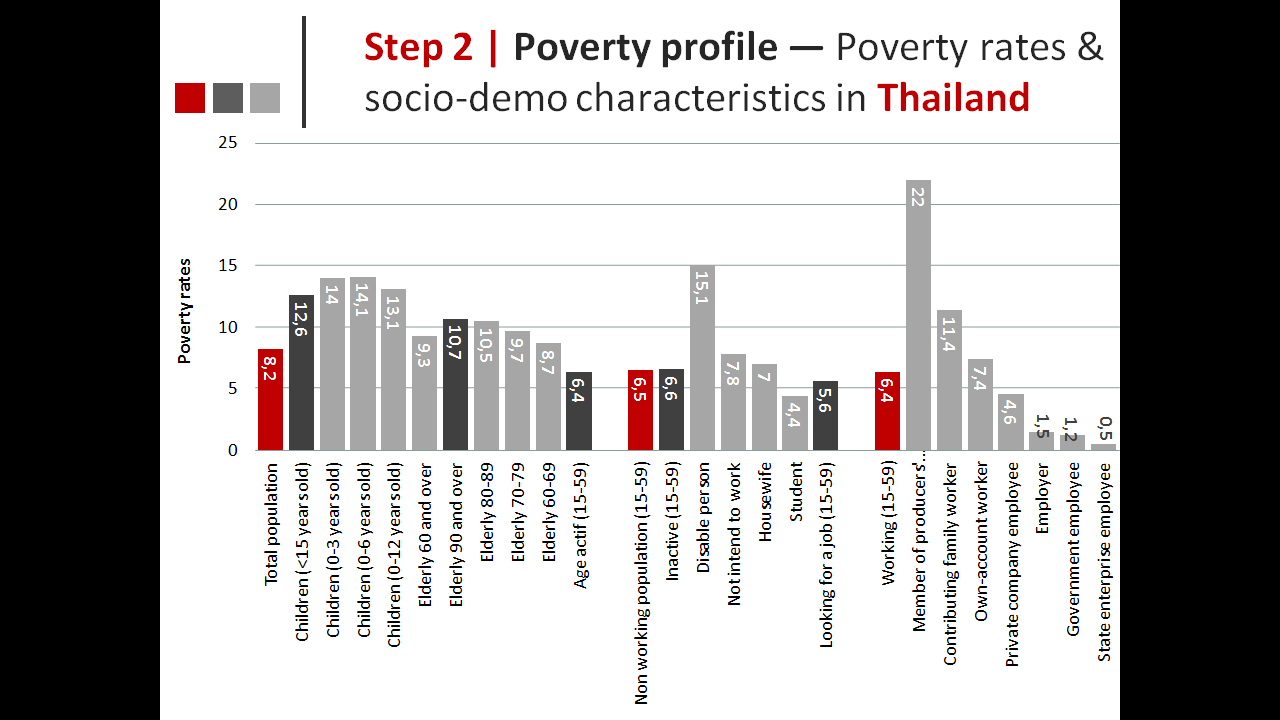 Step 2 | Poverty profile — Poverty rates &
socio-demo characteristics in Thailand
25
20
15
10
5
0
Poverty rates
8,2
12,6
14
14,1
13,1
9,3
10,7
10,5
9,7
8,7
6,4
6,5
6,6
15,1
7,8
7
4,4
5,6
6,4
22
11,4
7,4
4,6
1,5
1,2
0,5
Total population
Children (<15 years old)
Children (0-3 years old)
Children (0-6 years old)
Children (0-12 years old)
Elderly 60 and over
Elderly 90 and over
Elderly 80-89
Elderly 70-79
Elderly 60-69
Age actif (15-59)
Non working population (15-59)
Inactive (15-59)
Disable person
Not intend to work
Housewife
Student
Looking for a job (15-59)
Working (15-59)
Member of producers'...
Contributing family worker
Own-account worker
Private company employee
Employer
Government employee
State enterprise employee